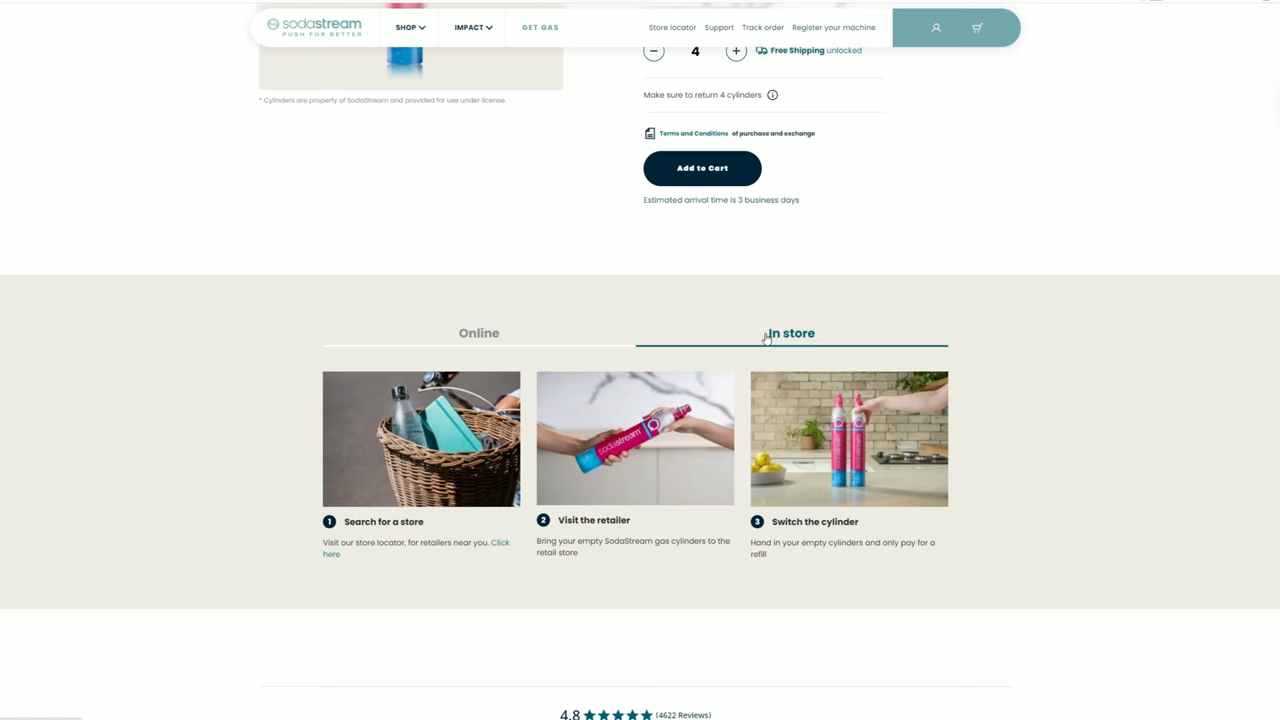 sodastream
PUSH FOR BETTER
SHOP
IMPACT
GET GAS
Store locator
Support
Track order
Register your machine
4
Free Shipping unlocked
* Cylinders are property of SodaStream and provided for use under license.
Make sure to return 4 cylinders
Terms and Conditions of purchase and exchange
Add to Cart
Estimated arrival time is 3 business days
Online
In store
sodastream
1 Search for a store
Visit our store locator, for retailers near you. Click
here
2 Visit the retailer
Bring your empty SodaStream gas cylinders to the
retail store
3 Switch the cylinder
Hand in your empty cylinders and only pay for a
refill
4.8 (4622 Reviews)